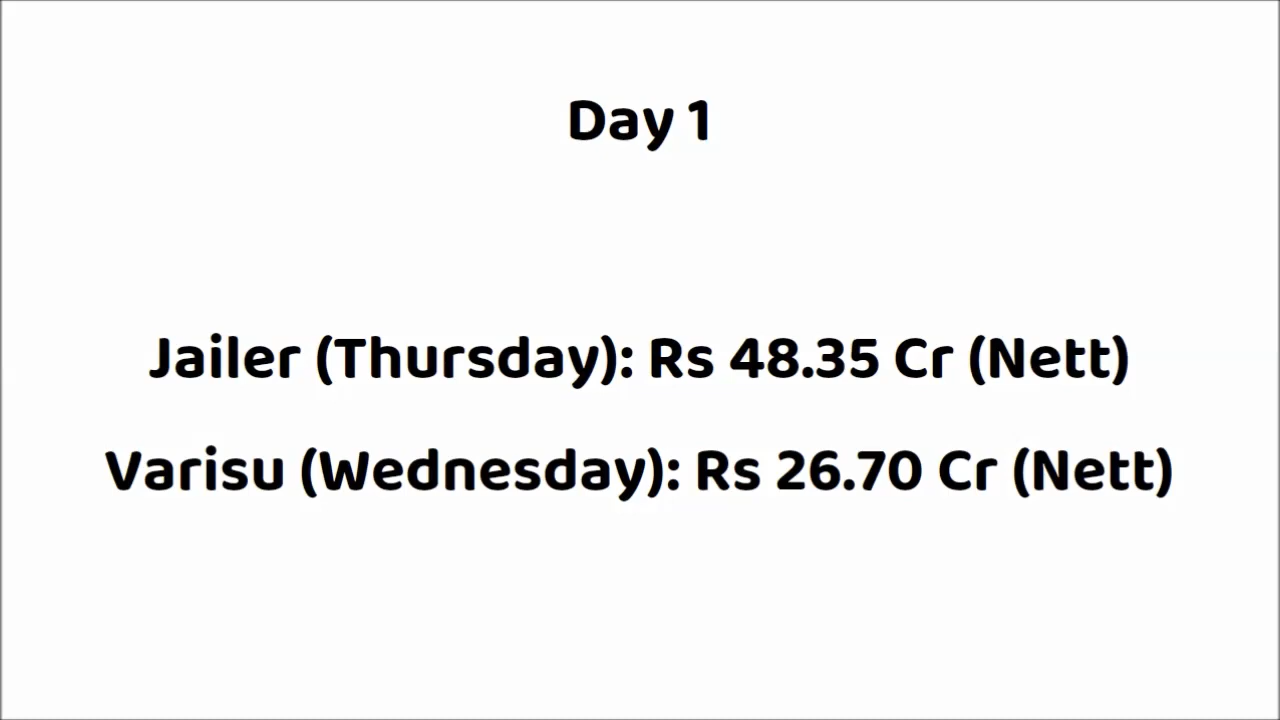 Day 1
Jailer (Thursday): Rs 48.35 Cr (Nett)
Varisu (Wednesday): Rs 26.70 Cr (Nett)